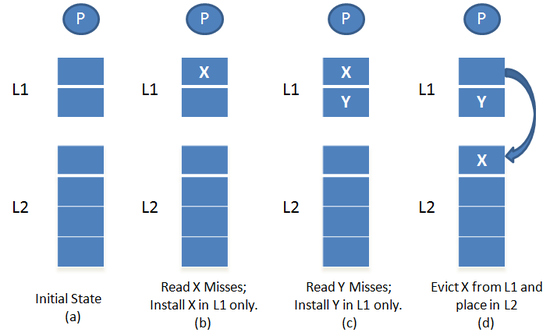 P P P P
L1 L1 X L1 X L1
Y Y
X
L2 L2 L2 L2
Initial State
(a)
Read X Misses;
Install X in L1 only.
(b)
Read Y Misses;
Install Y in L1 only.
(c)
Evict X from L1 and
place in L2
(d)